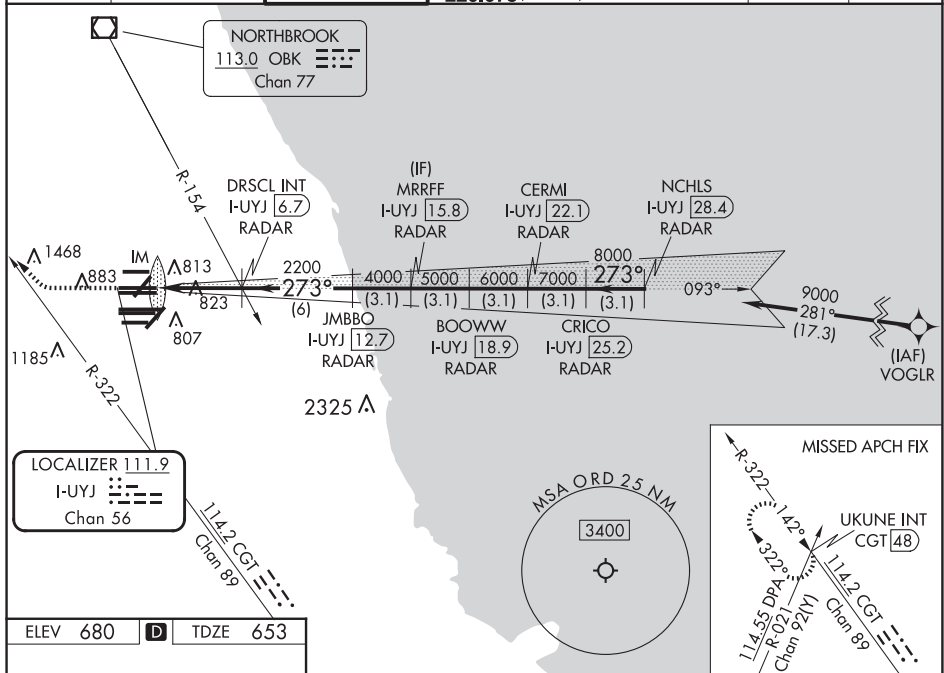 NORTHBROOK
113.0 OBK
Chan 77
R-154
DRSCL INT
I-UYJ 6.7
RADAR
(IF)
MRRFF
I-UYJ 15.8
RADAR
CERMI
I-UYJ 22.1
RADAR
NCHLS
I-UYJ 28.4
RADAR
1468
883
IM
813
823
807
1185
2200
273°
(6)
4000
(3.1)
5000
(3.1)
6000
(3.1)
7000
(3.1)
8000
273°
(3.1)
093°
9000
281°
(17.3)
(IAF)
VOGLR
JMBBO
I-UYJ 12.7
RADAR
BOOWW
I-UYJ 18.9
RADAR
CRICO
I-UYJ 25.2
RADAR
R-322
2325
LOCALIZER 111.9
I-UYJ
Chan 56
114.2 CGT
Chan 89
MSA ORD 25 NM
3400
MISSED APCH FIX
R-322
142°
322°
UKUNE INT
CGT 48
114.2 CGT
Chan 89
114.55 DPA
R-021
Chan 92(Y)
ELEV 680 D TDZE 653